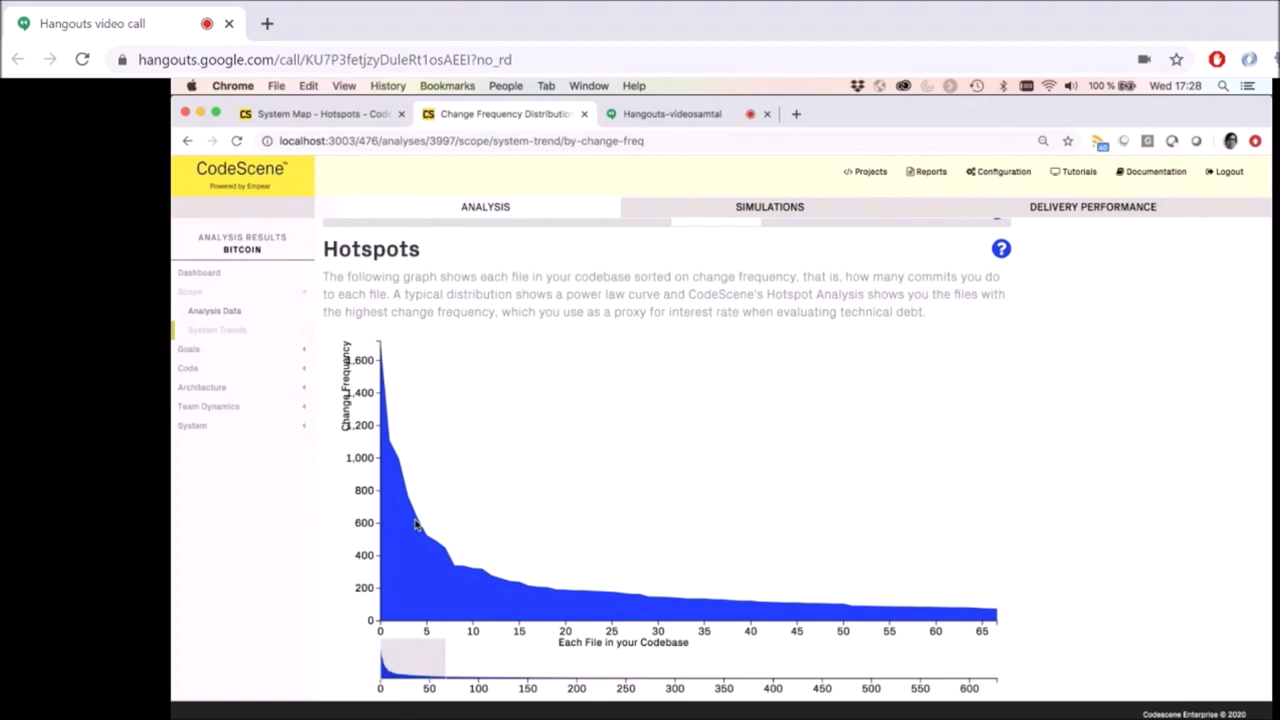 Hangouts video call
hangouts.google.com/call/KU7P3fetjzyDuleRt1osAEEI?no_rd
Chrome File Edit View History Bookmarks People Tab Window Help 100 % Wed 17:28
System Map - Hotspots - Code Change Frequency Distributio Hangouts-videosamtal
localhost:3003/476/analyses/3997/scope/system-trend/by-change-freq
40
CodeScene™
Powered by Empear
</> Projects Reports Configuration Tutorials Documentation Logout
ANALYSIS SIMULATIONS DELIVERY PERFORMANCE
ANALYSIS RESULTS
BITCOIN
Dashboard
Scope
Analysis Data
System Trends
Goals
Code
Architecture
Team Dynamics
System
Hotspots
?
The following graph shows each file in your codebase sorted on change frequency, that is, how many commits you do
to each file. A typical distribution shows a power law curve and CodeScene's Hotspot Analysis shows you the files with
the highest change frequency, which you use as a proxy for interest rate when evaluating technical debt.
Change Frequency
1,600
1,400
1,200
1,000
800
600
400
200
0
0 5 10 15 20 25 30 35 40 45 50 55 60 65
Each File in your Codebase
0 50 100 150 200 250 300 350 400 450 500 550 600
Codescene Enterprise © 2020